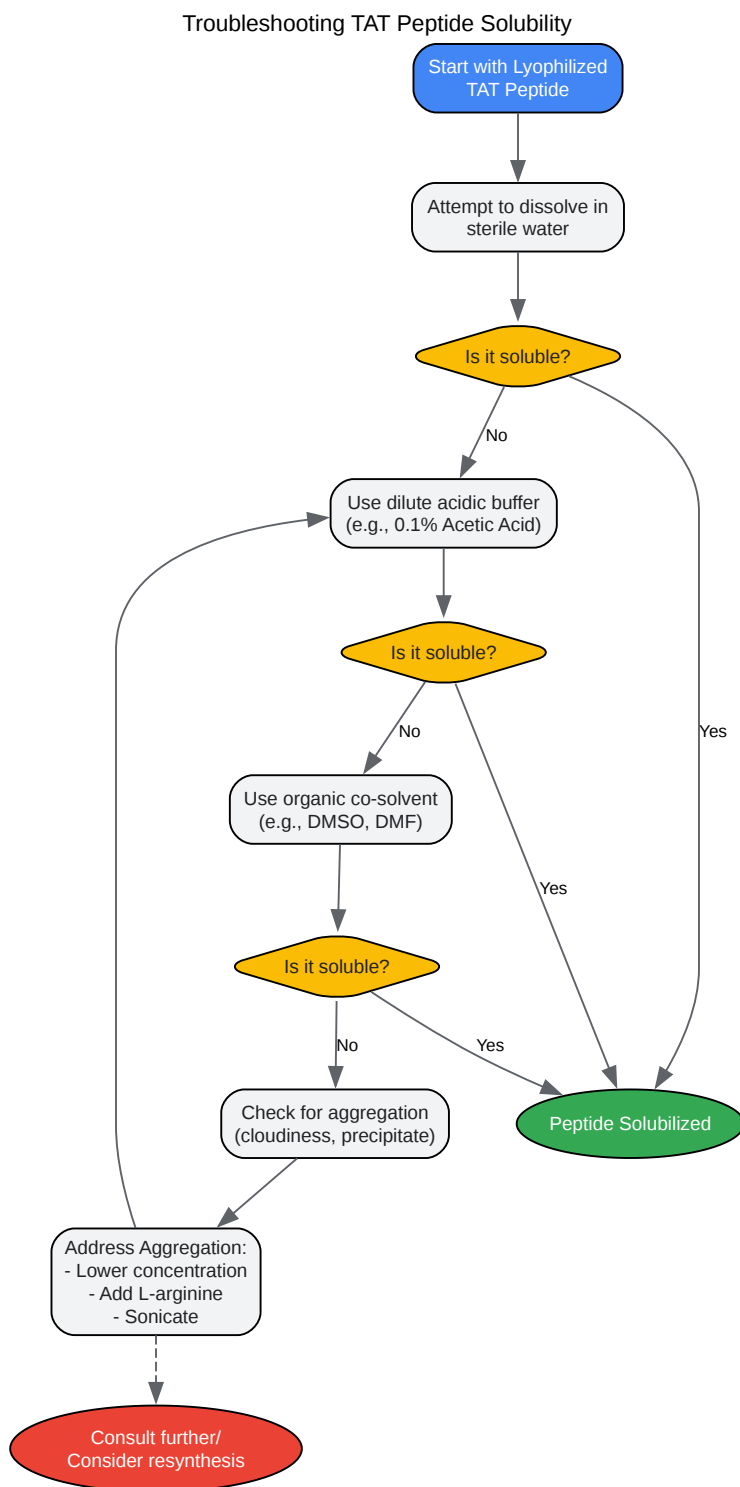 Troubleshooting TAT Peptide Solubility
Start with Lyophilized
TAT Peptide
Attempt to dissolve in
sterile water
Is it soluble?
No
Yes
Use dilute acidic buffer
(e.g., 0.1% Acetic Acid)
Is it soluble?
No
Yes
Use organic co-solvent
(e.g., DMSO, DMF)
Is it soluble?
No
Yes
Check for aggregation
(cloudiness, precipitate)
Peptide Solubilized
Address Aggregation:
- Lower concentration
- Add L-arginine
- Sonicate
Consult further/
Consider resynthesis